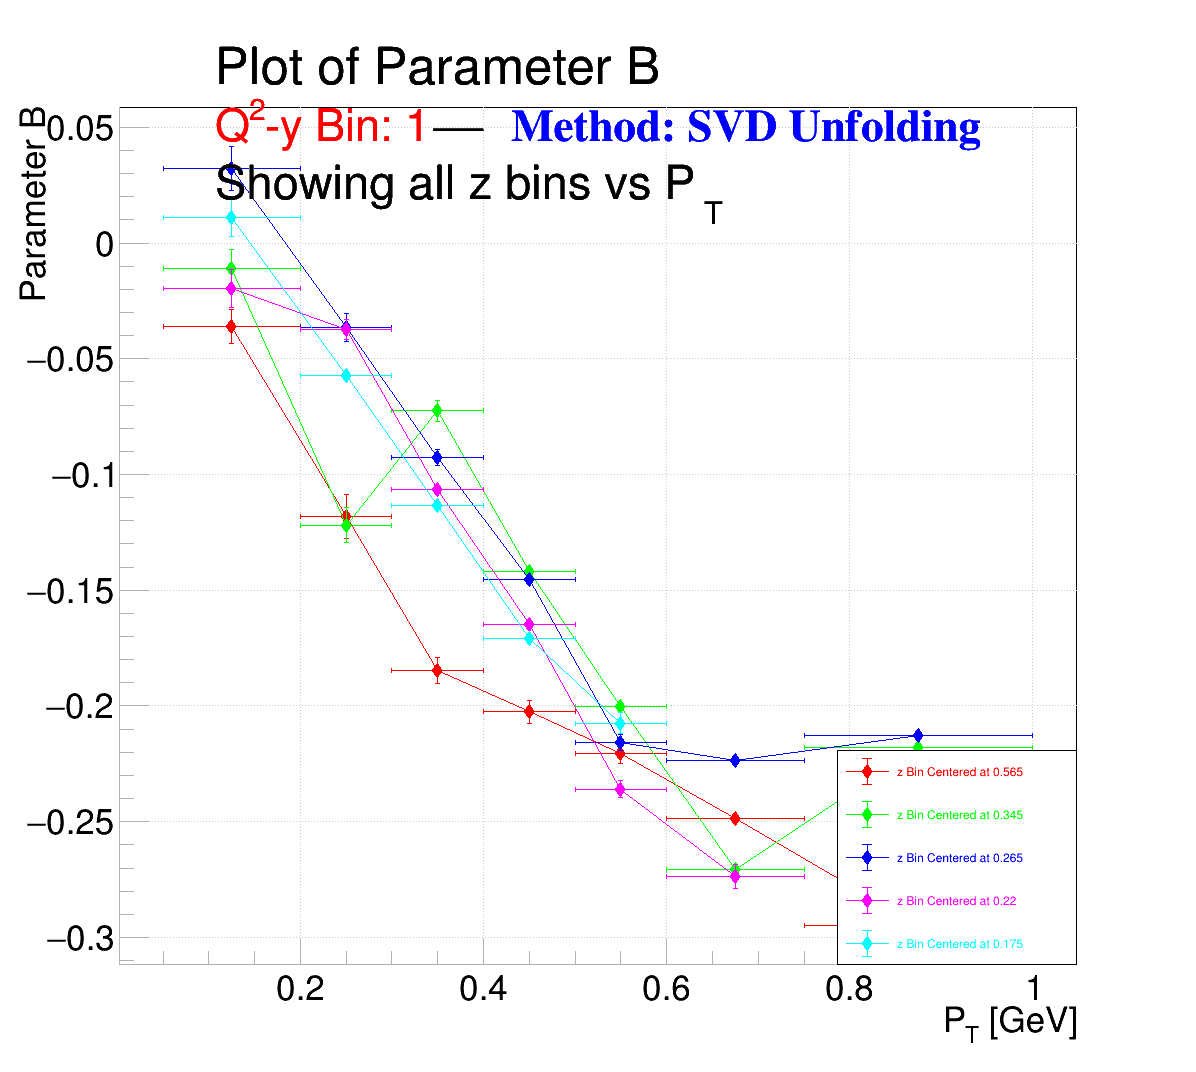 Plot of Parameter B
Q²-y Bin: 1 — Method: SVD Unfolding
Showing all z bins vs P_T
Parameter B
0.05
0
−0.05
−0.1
−0.15
−0.2
−0.25
−0.3
z Bin Centered at 0.565
z Bin Centered at 0.345
z Bin Centered at 0.265
z Bin Centered at 0.22
z Bin Centered at 0.175
0.2 0.4 0.6 0.8 1
P_T [GeV]